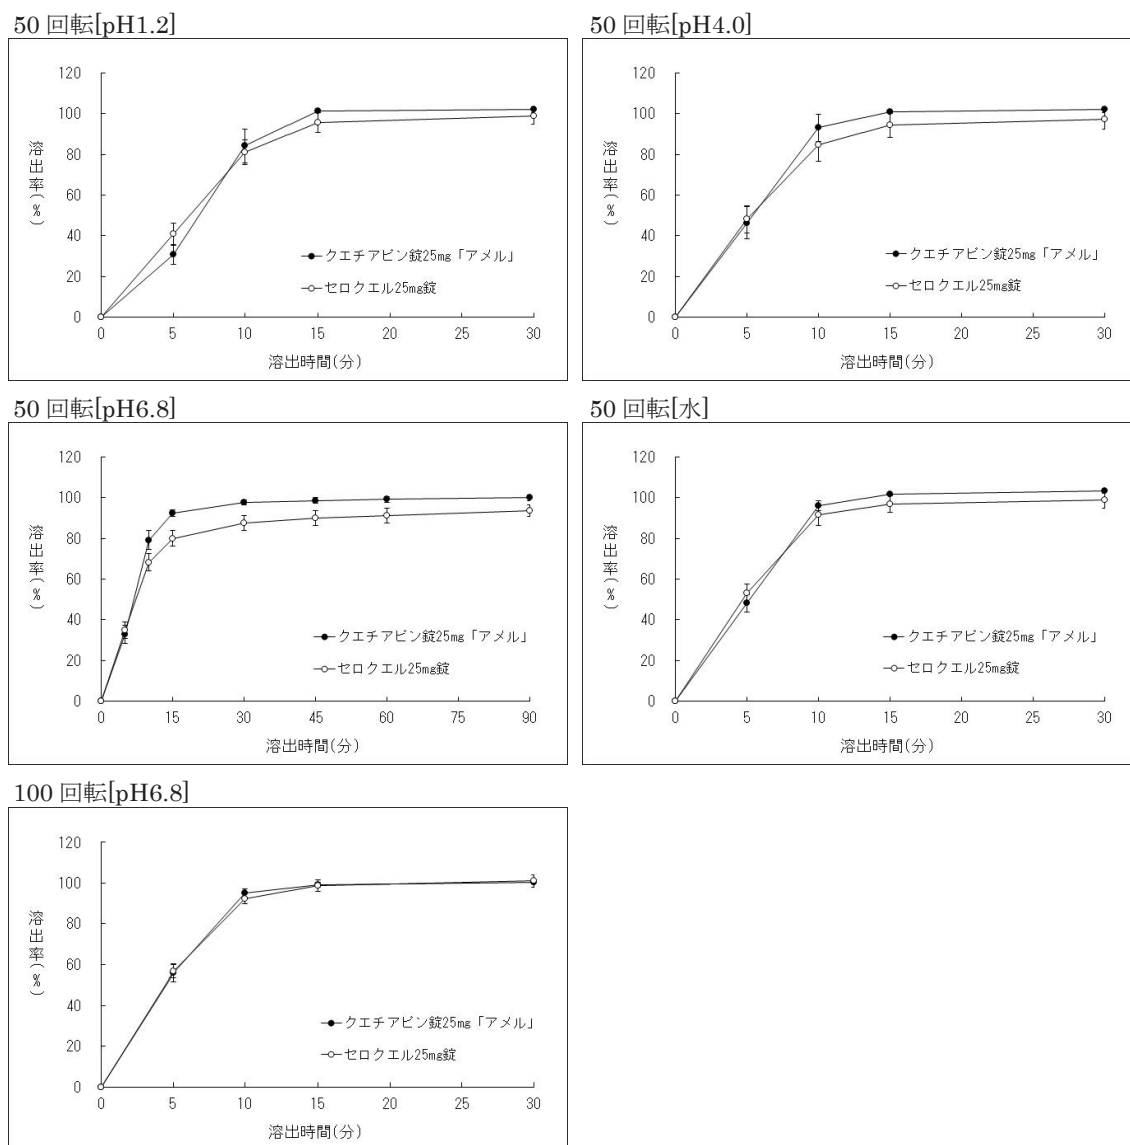 50 回転[pH1.2]
120
100
80
60
40
20
0
溶出率(%)
クエチアピン錠25mg「アメル」
セロクエル25mg錠
0 5 10 15 20 25 30
溶出時間(分)
50 回転[pH4.0]
120
100
80
60
40
20
0
溶出率(%)
クエチアピン錠25mg「アメル」
セロクエル25mg錠
0 5 10 15 20 25 30
溶出時間(分)
50 回転[pH6.8]
120
100
80
60
40
20
0
溶出率(%)
クエチアピン錠25mg「アメル」
セロクエル25mg錠
0 15 30 45 60 75 90
溶出時間(分)
50 回転[水]
120
100
80
60
40
20
0
溶出率(%)
クエチアピン錠25mg「アメル」
セロクエル25mg錠
0 5 10 15 20 25 30
溶出時間(分)
100 回転[pH6.8]
120
100
80
60
40
20
0
溶出率(%)
クエチアピン錠25mg「アメル」
セロクエル25mg錠
0 5 10 15 20 25 30
溶出時間(分)